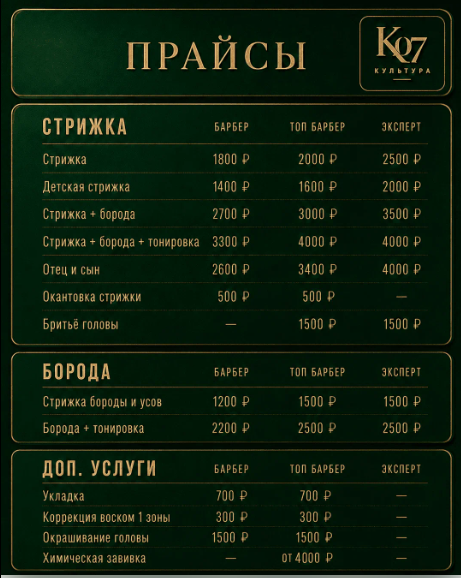 ПРАЙСЫ
К07
КУЛЬТУРА
СТРИЖКА БАРБЕР ТОП БАРБЕР ЭКСПЕРТ
Стрижка 1800 ₽ 2000 ₽ 2500 ₽
Детская стрижка 1400 ₽ 1600 ₽ 2000 ₽
Стрижка + борода 2700 ₽ 3000 ₽ 3500 ₽
Стрижка + борода + тонировка 3300 ₽ 4000 ₽ 4000 ₽
Отец и сын 2600 ₽ 3400 ₽ 4000 ₽
Окантовка стрижки 500 ₽ 500 ₽ —
Бритьё головы — 1500 ₽ 1500 ₽
БОРОДА БАРБЕР ТОП БАРБЕР ЭКСПЕРТ
Стрижка бороды и усов 1200 ₽ 1500 ₽ 1500 ₽
Борода + тонировка 2200 ₽ 2500 ₽ 2500 ₽
ДОП. УСЛУГИ БАРБЕР ТОП БАРБЕР ЭКСПЕРТ
Укладка 700 ₽ 700 ₽ —
Коррекция воском 1 зоны 300 ₽ 300 ₽ —
Окрашивание головы 1500 ₽ 1500 ₽ —
Химическая завивка — от 4000 ₽ —